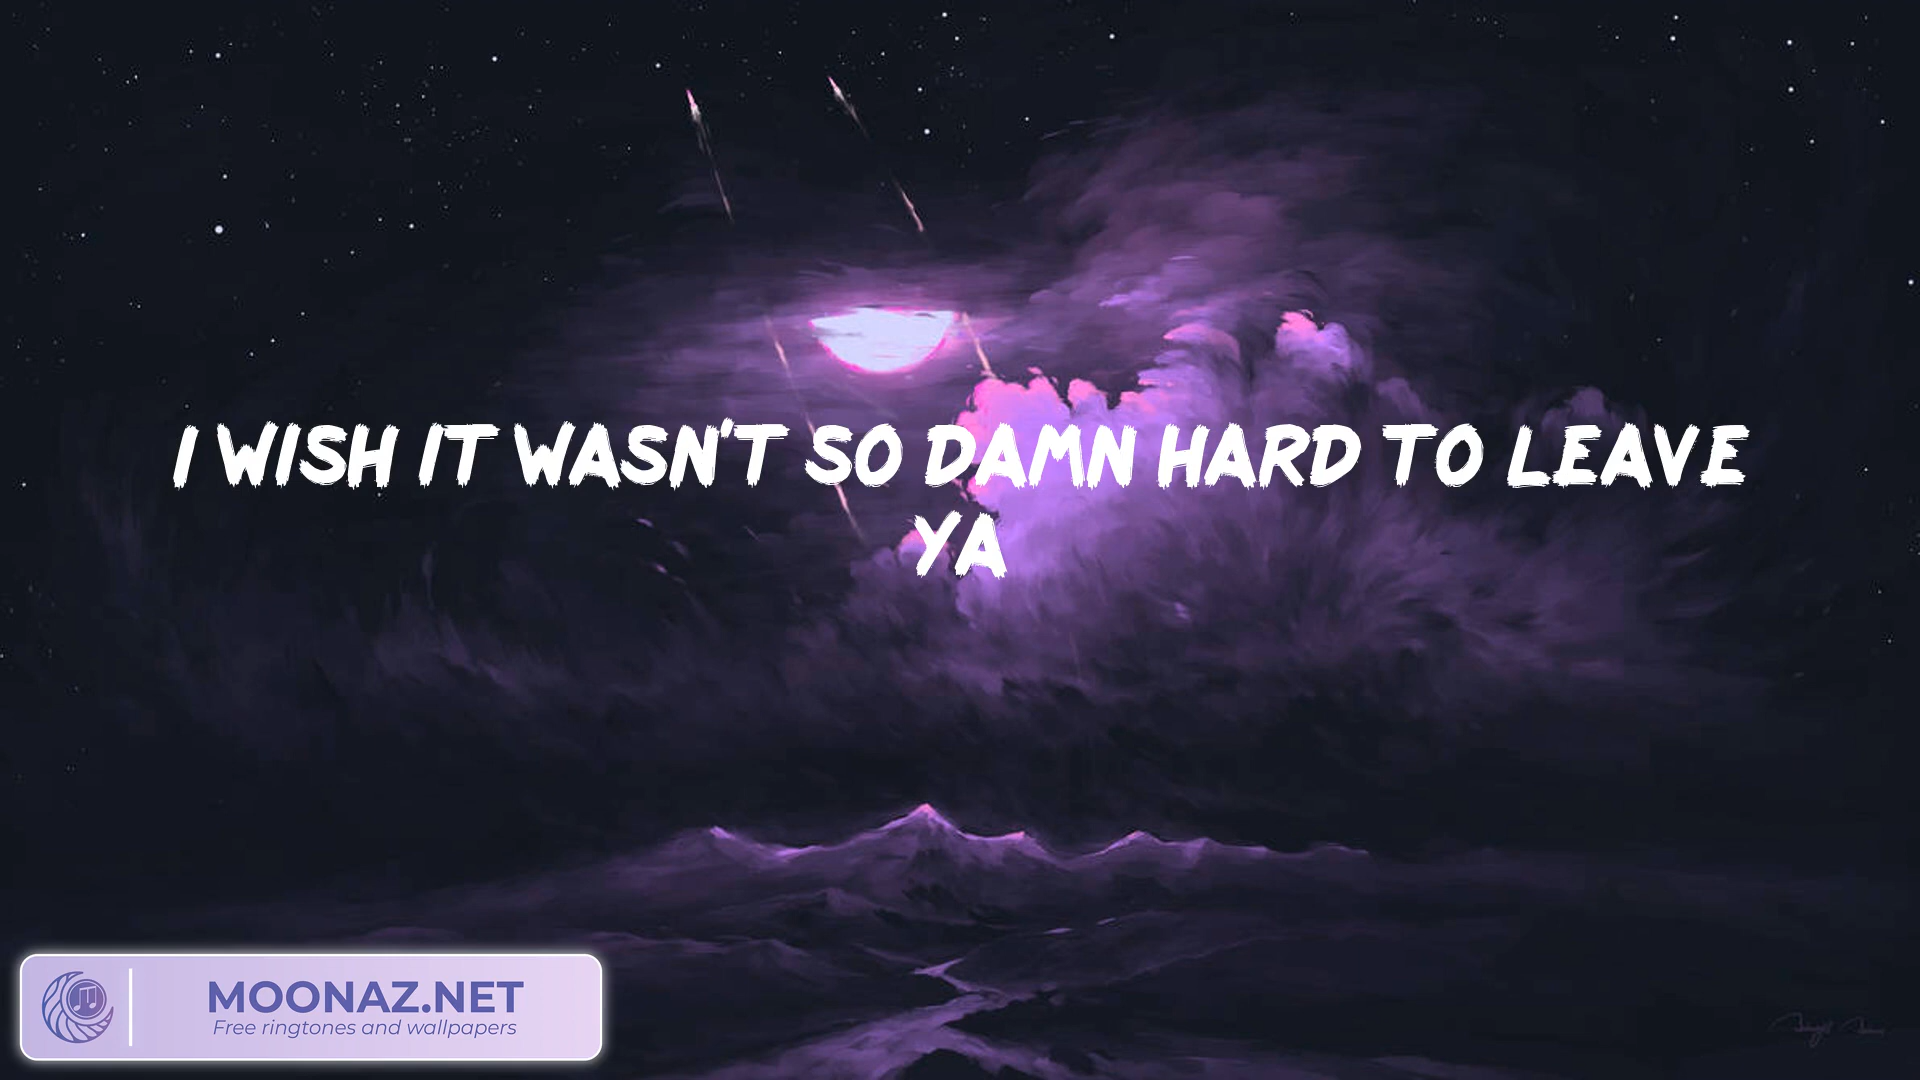 I WISH IT WASN'T SO DAMN HARD TO LEAVE
YA
MOONAZ.NET
Free ringtones and wallpapers